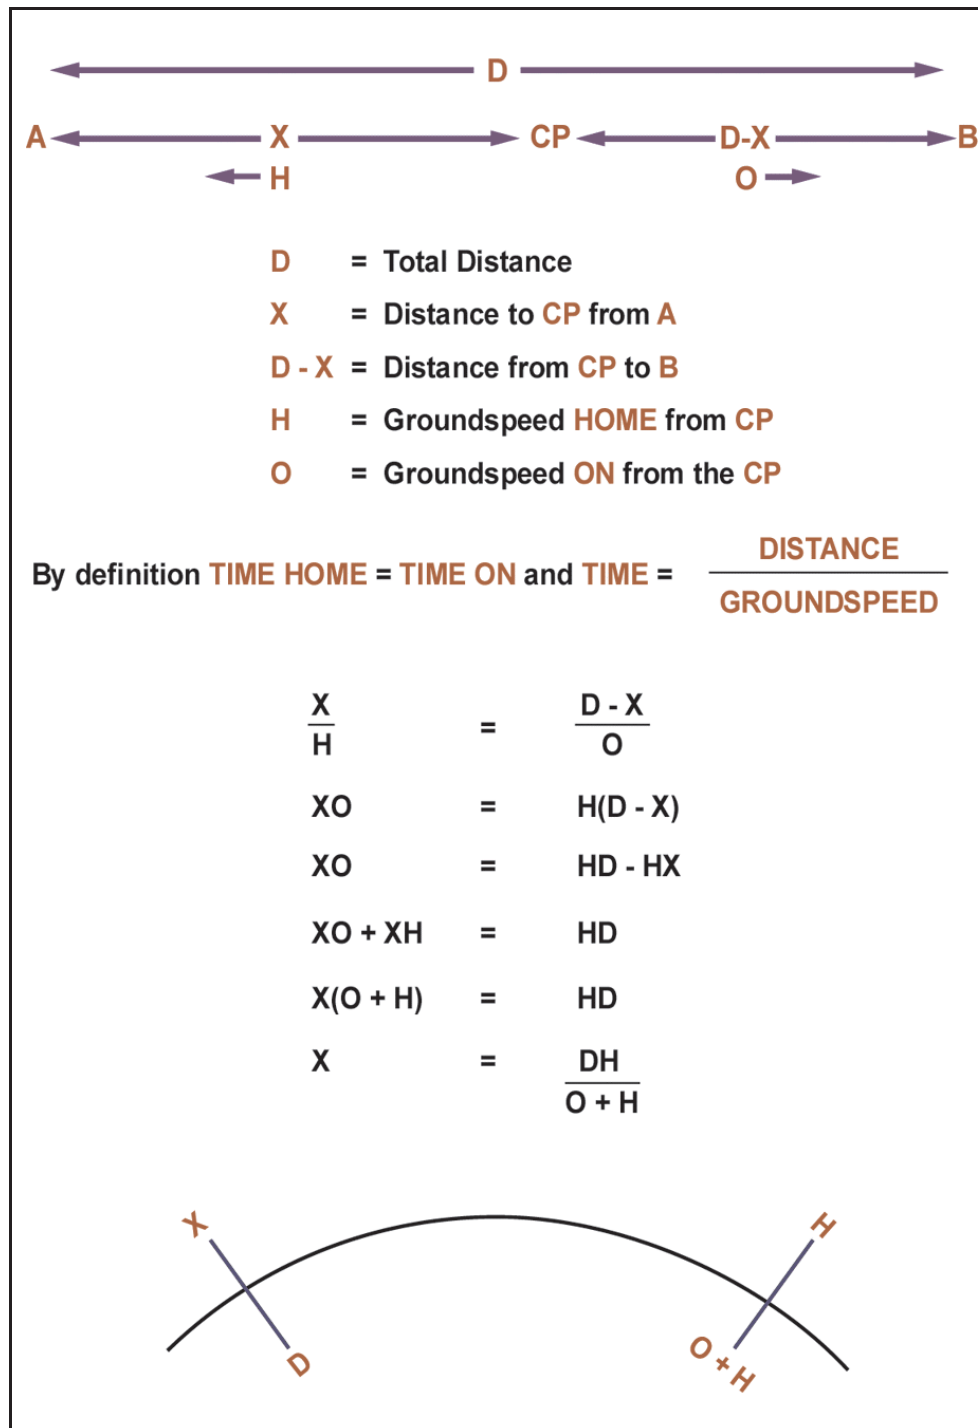 D
A X CP D-X B
H O
D = Total Distance
X = Distance to CP from A
D - X = Distance from CP to B
H = Groundspeed HOME from CP
O = Groundspeed ON from the CP
By definition TIME HOME = TIME ON and TIME = DISTANCE
GROUNDSPEED
X = D - X
H O
XO = H(D - X)
XO = HD - HX
XO + XH = HD
X(O + H) = HD
X = DH
O + H
X H
D O + H